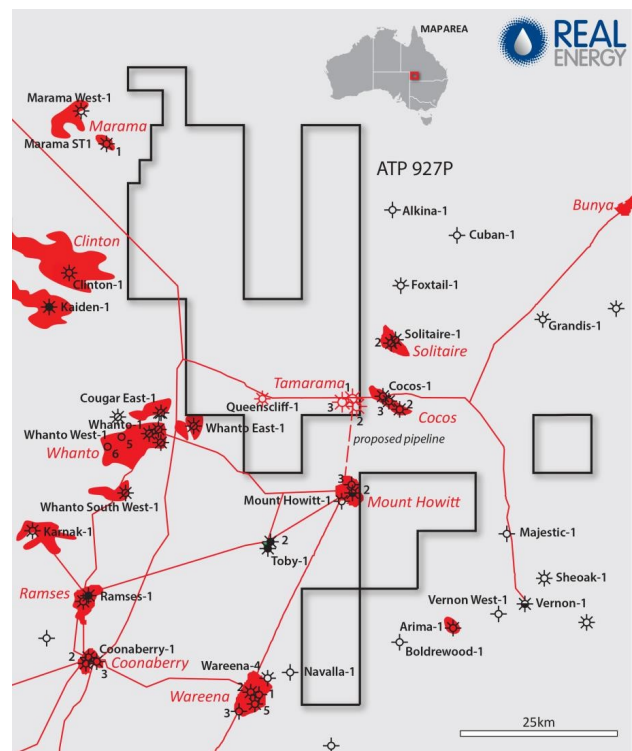 MAPAREA
REAL
ENERGY
Marama West-1
Marama
Marama ST1
1
ATP 927P
Alkina-1
Bunya
Cuban-1
Clinton
Clinton-1
Foxtail-1
Kaiden-1
Grandis-1
Solitaire-1
2
Solitaire
Tamarama
1
Cocos-1
3
Queenscliff-1
2
3
2
Cocos
Cougar East-1
Whanto-1
Whanto East-1
Whanto West-1
5
Whanto
6
proposed pipeline
3
Mount Howitt-1
2
Mount Howitt
Whanto South West-1
Karnak-1
2
Toby-1
Majestic-1
Sheoak-1
Ramses
Ramses-1
Vernon West-1
Vernon-1
Arima-1
Boldrewood-1
Coonaberry-1
2
3
Coonaberry
Wareena-4
Navalla-1
Wareena
2
1
3
5
25km